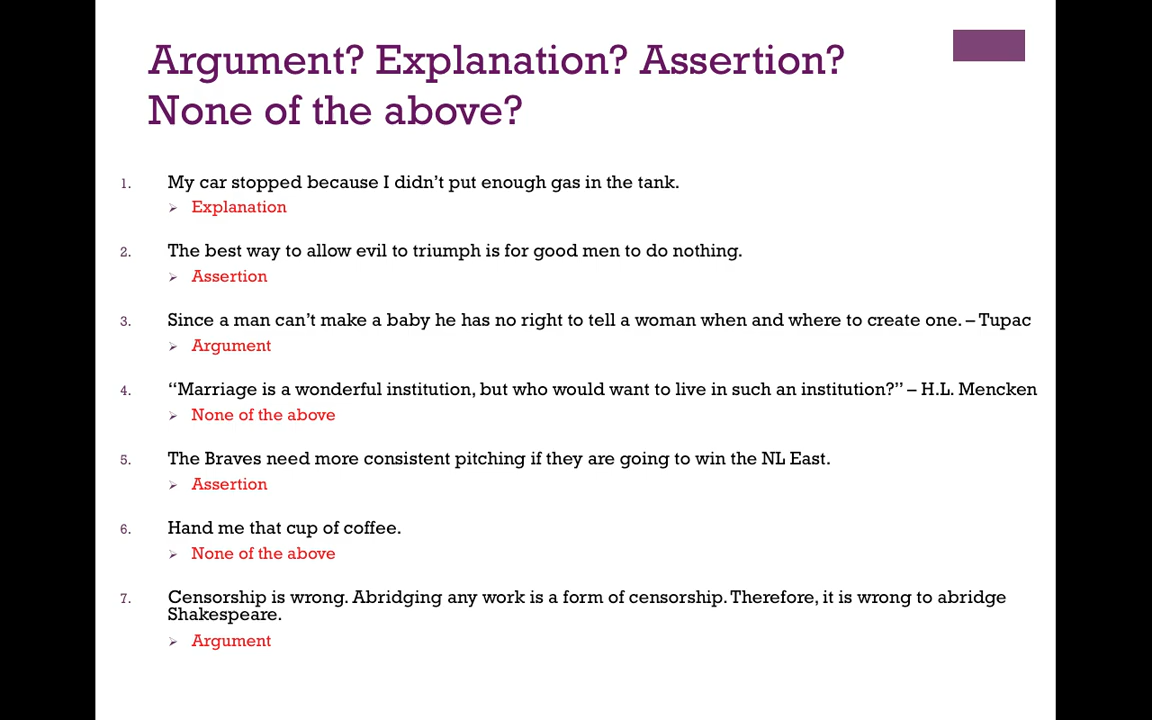 Argument? Explanation? Assertion?
None of the above?
1. My car stopped because I didn’t put enough gas in the tank.
➢ Explanation
2. The best way to allow evil to triumph is for good men to do nothing.
➢ Assertion
3. Since a man can’t make a baby he has no right to tell a woman when and where to create one. – Tupac
➢ Argument
4. “Marriage is a wonderful institution, but who would want to live in such an institution?” – H.L. Mencken
➢ None of the above
5. The Braves need more consistent pitching if they are going to win the NL East.
➢ Assertion
6. Hand me that cup of coffee.
➢ None of the above
7. Censorship is wrong. Abridging any work is a form of censorship. Therefore, it is wrong to abridge
Shakespeare.
➢ Argument